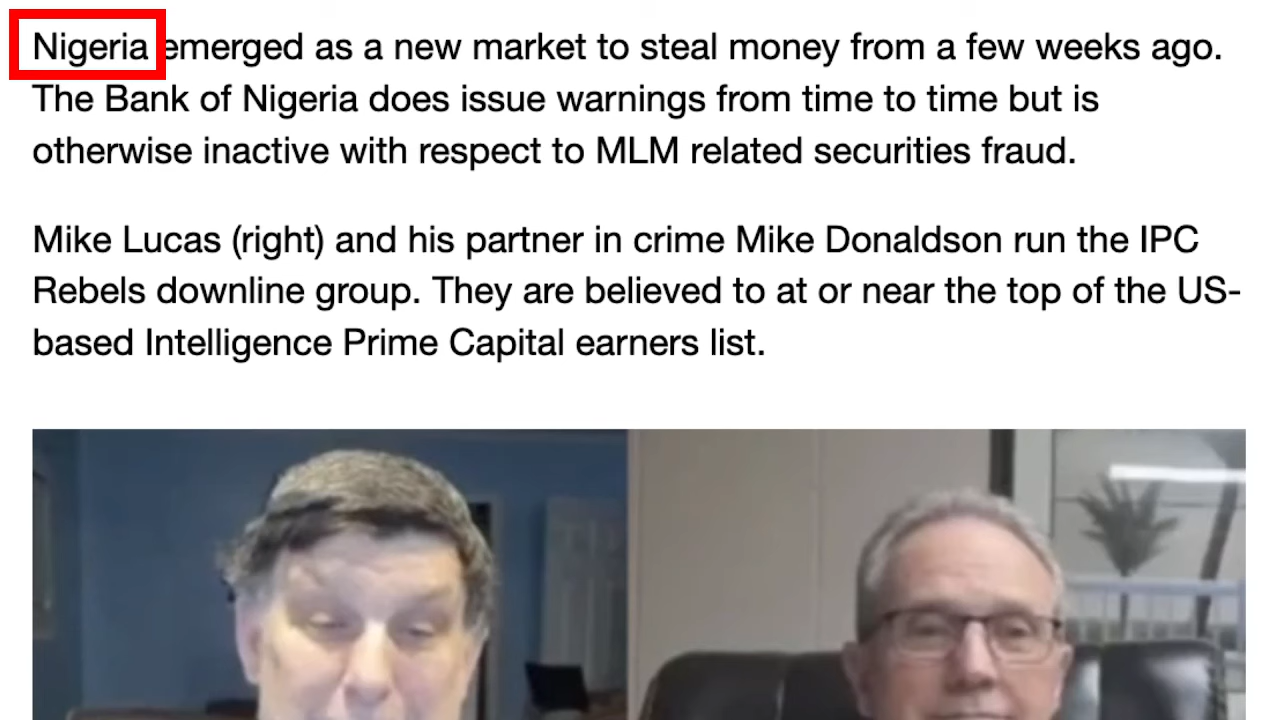 Nigeria emerged as a new market to steal money from a few weeks ago.
The Bank of Nigeria does issue warnings from time to time but is
otherwise inactive with respect to MLM related securities fraud.
Mike Lucas (right) and his partner in crime Mike Donaldson run the IPC
Rebels downline group. They are believed to at or near the top of the US-
based Intelligence Prime Capital earners list.